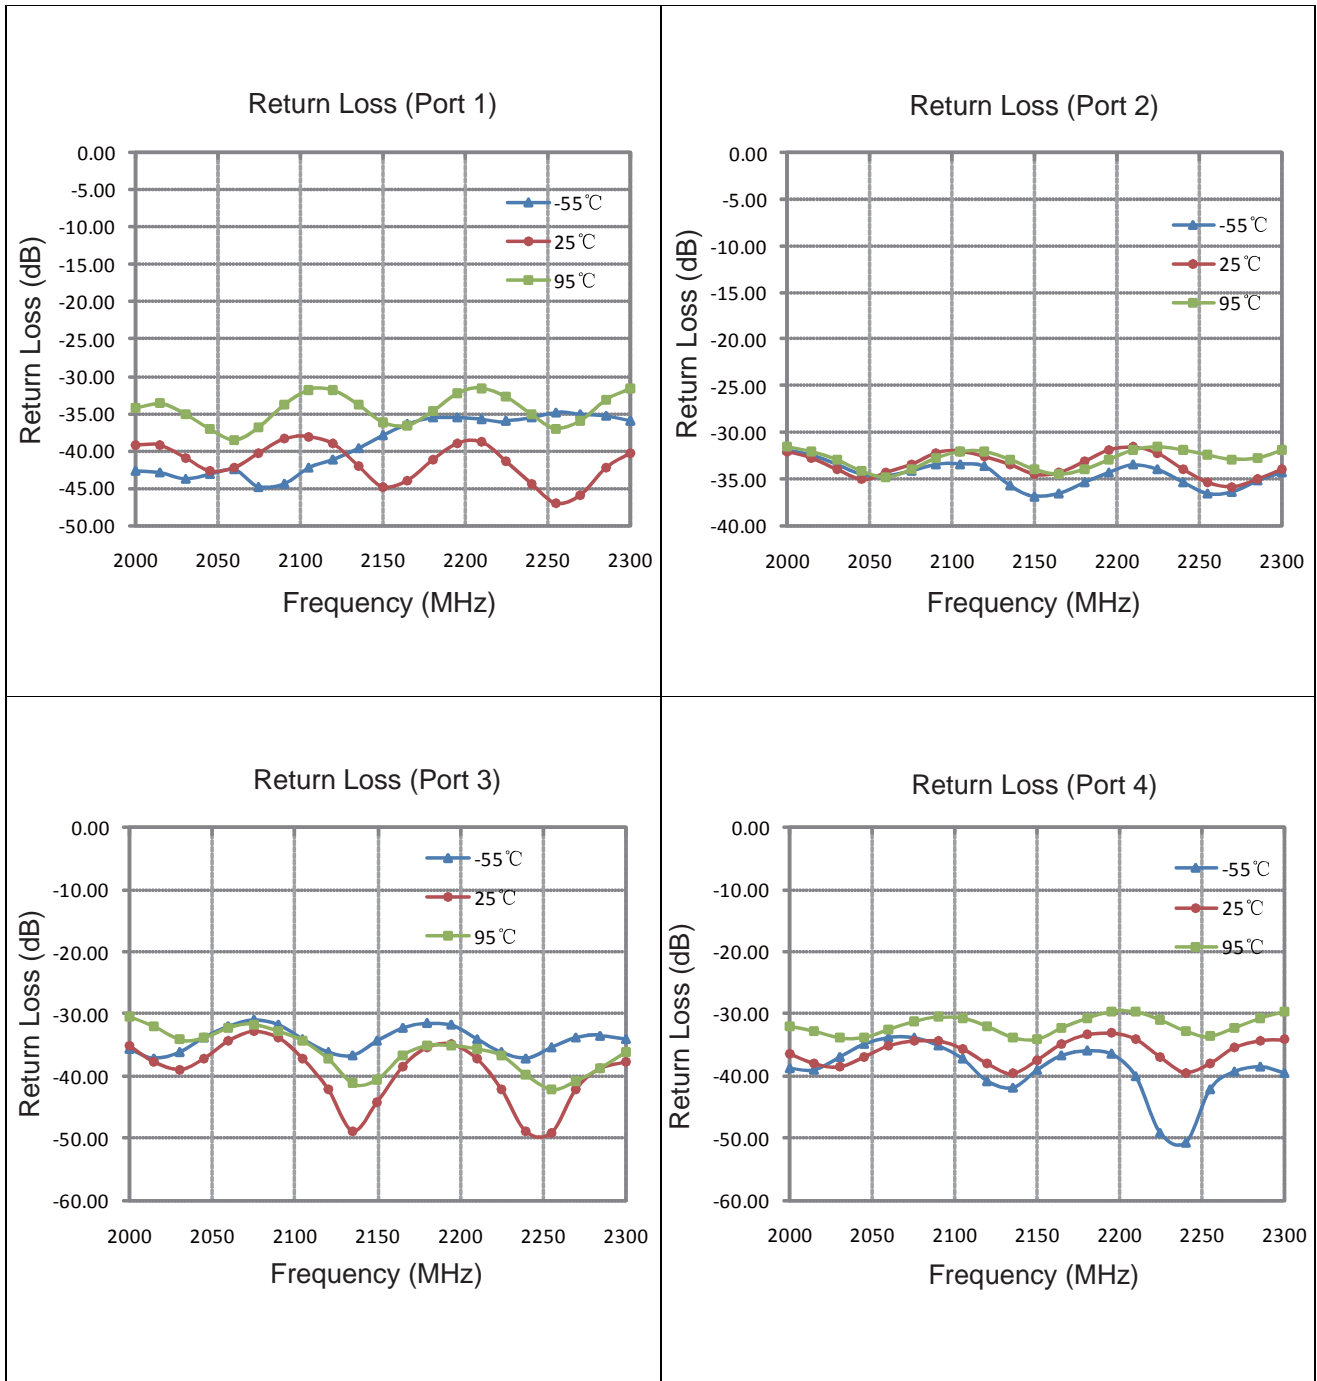 Return Loss (Port 1)
Return Loss (dB)
0.00
-5.00
-10.00
-15.00
-20.00
-25.00
-30.00
-35.00
-40.00
-45.00
-50.00
-55℃
25℃
95℃
2000 2050 2100 2150 2200 2250 2300
Frequency (MHz)
Return Loss (Port 2)
Return Loss (dB)
0.00
-5.00
-10.00
-15.00
-20.00
-25.00
-30.00
-35.00
-40.00
-55℃
25℃
95℃
2000 2050 2100 2150 2200 2250 2300
Frequency (MHz)
Return Loss (Port 3)
Return Loss (dB)
0.00
-10.00
-20.00
-30.00
-40.00
-50.00
-60.00
-55℃
25℃
95℃
2000 2050 2100 2150 2200 2250 2300
Frequency (MHz)
Return Loss (Port 4)
Return Loss (dB)
0.00
-10.00
-20.00
-30.00
-40.00
-50.00
-60.00
-55℃
25℃
95℃
2000 2050 2100 2150 2200 2250 2300
Frequency (MHz)